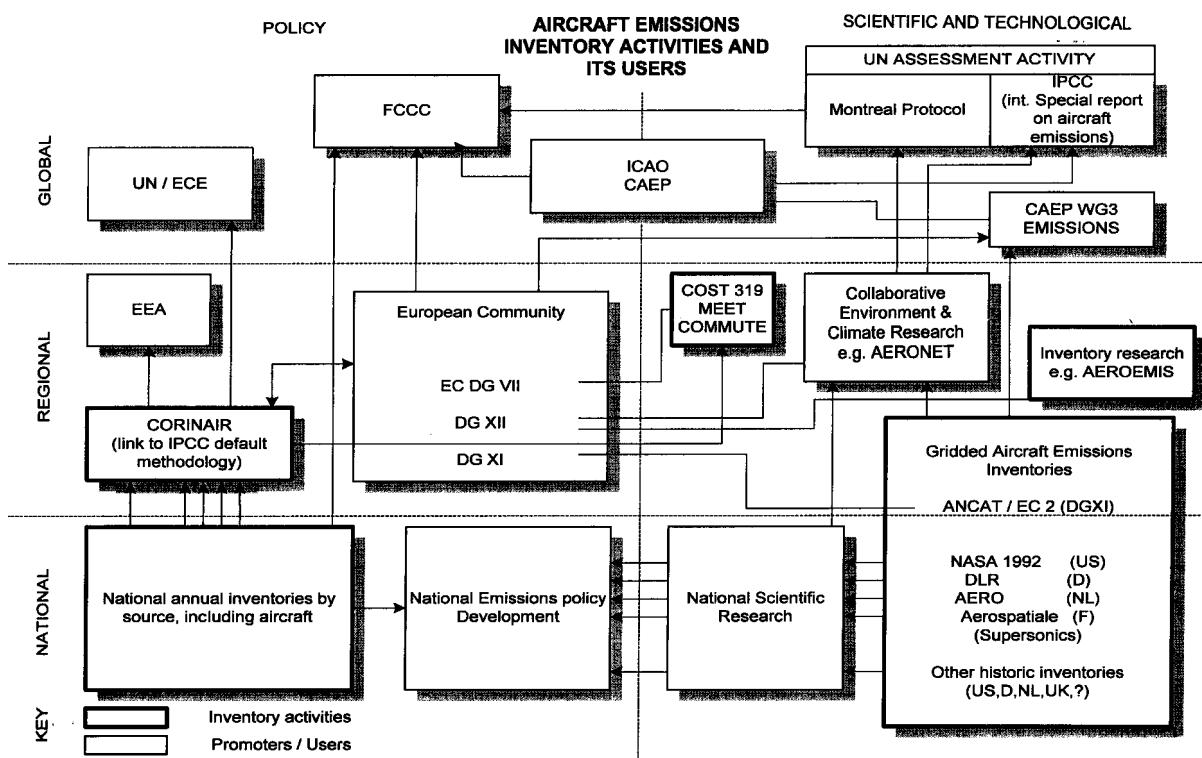 POLICY
AIRCRAFT EMISSIONS
INVENTORY ACTIVITIES AND
ITS USERS
SCIENTIFIC AND TECHNOLOGICAL
UN ASSESSMENT ACTIVITY
GLOBAL
FCCC
Montreal Protocol
IPCC
(int. Special report
on aircraft
emissions)
UN / ECE
ICAO
CAEP
CAEP WG3
EMISSIONS
REGIONAL
EEA
European Community
COST 319
MEET
COMMUTE
Collaborative
Environment &
Climate Research
e.g. AERONET
Inventory research
e.g. AEROEMIS
EC DG VII
DG XII
DG XI
CORINAIR
(link to IPCC default
methodology)
Gridded Aircraft Emissions
Inventories
ANCAT / EC 2 (DGXI)
NATIONAL
National annual inventories by
source, including aircraft
National Emissions policy
Development
National Scientific
Research
NASA 1992 (US)
DLR (D)
AERO (NL)
Aerospatiale (F)
(Supersonics)
Other historic inventories
(US,D,NL,UK,?)
KEY
Inventory activities
Promoters / Users